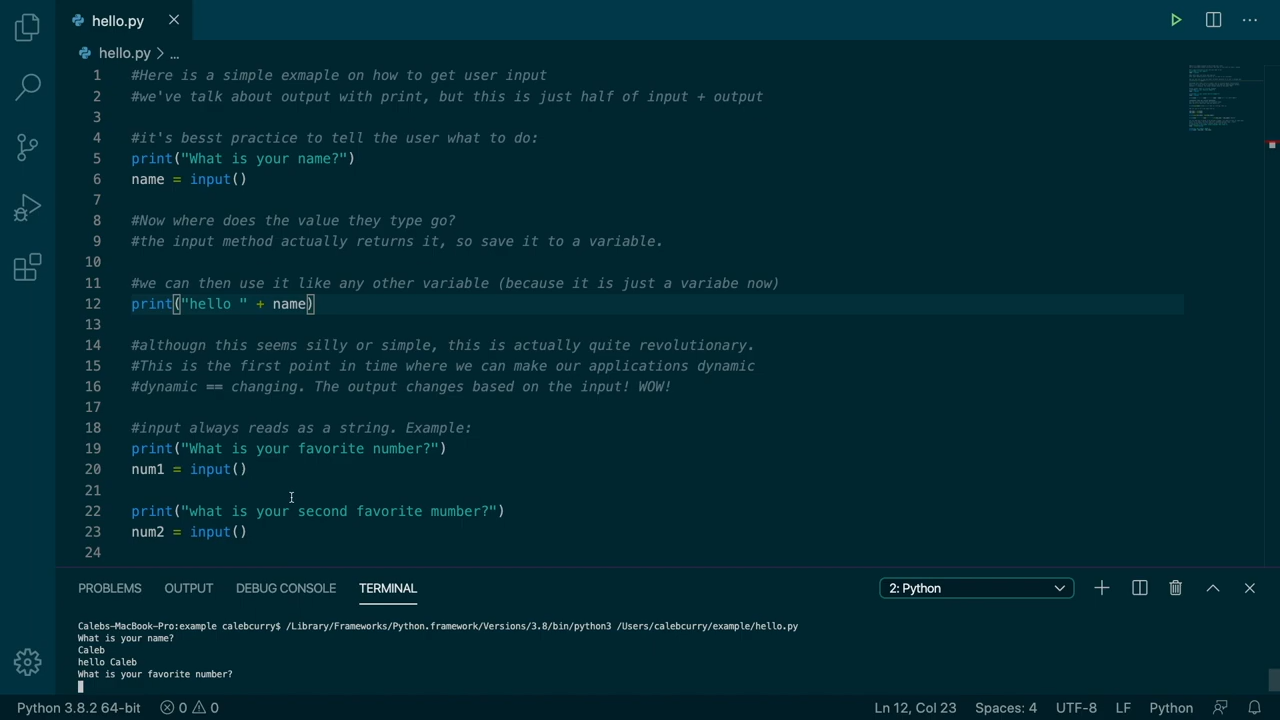 hello.py
hello.py > ...
1 #Here is a simple exmaple on how to get user input
2 #we've talk about output with print, but this is just half of input + output
3
4 #it's besst practice to tell the user what to do:
5 print("What is your name?")
6 name = input()
7
8 #Now where does the value they type go?
9 #the input method actually returns it, so save it to a variable.
10
11 #we can then use it like any other variable (because it is just a variabe now)
12 print("hello " + name)
13
14 #althougn this seems silly or simple, this is actually quite revolutionary.
15 #This is the first point in time where we can make our applications dynamic
16 #dynamic == changing. The output changes based on the input! WOW!
17
18 #input always reads as a string. Example:
19 print("What is your favorite number?")
20 num1 = input()
21
22 print("what is your second favorite mumber?")
23 num2 = input()
24
PROBLEMS OUTPUT DEBUG CONSOLE TERMINAL 2: Python
Calebs-MacBook-Pro:example calebcurry$ /Library/Frameworks/Python.framework/Versions/3.8/bin/python3 /Users/calebcurry/example/hello.py
What is your name?
Caleb
hello Caleb
What is your favorite number?
Python 3.8.2 64-bit 0 0 Ln 12, Col 23 Spaces: 4 UTF-8 LF Python